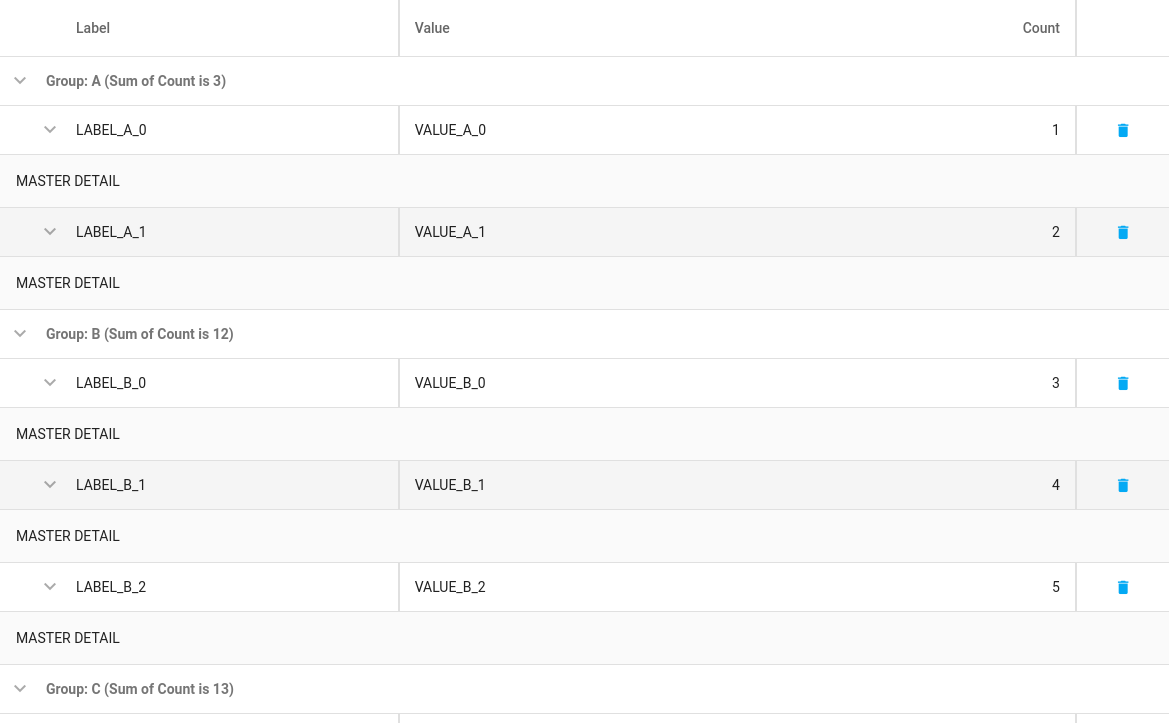 Label Value Count
Group: A (Sum of Count is 3)
LABEL_A_0 VALUE_A_0 1
MASTER DETAIL
LABEL_A_1 VALUE_A_1 2
MASTER DETAIL
Group: B (Sum of Count is 12)
LABEL_B_0 VALUE_B_0 3
MASTER DETAIL
LABEL_B_1 VALUE_B_1 4
MASTER DETAIL
LABEL_B_2 VALUE_B_2 5
MASTER DETAIL
Group: C (Sum of Count is 13)